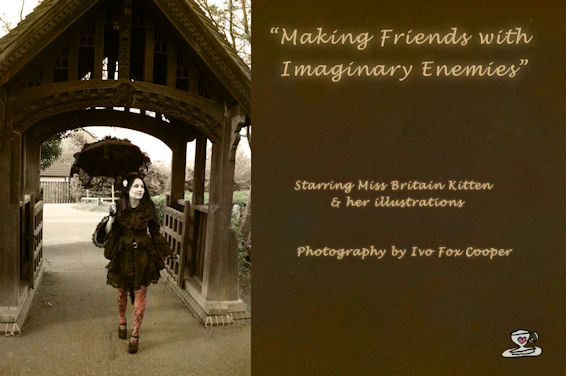 “Making Friends with
Imaginary Enemies”
Starring Miss Britain Kitten
& her illustrations
Photography by Ivo Fox Cooper